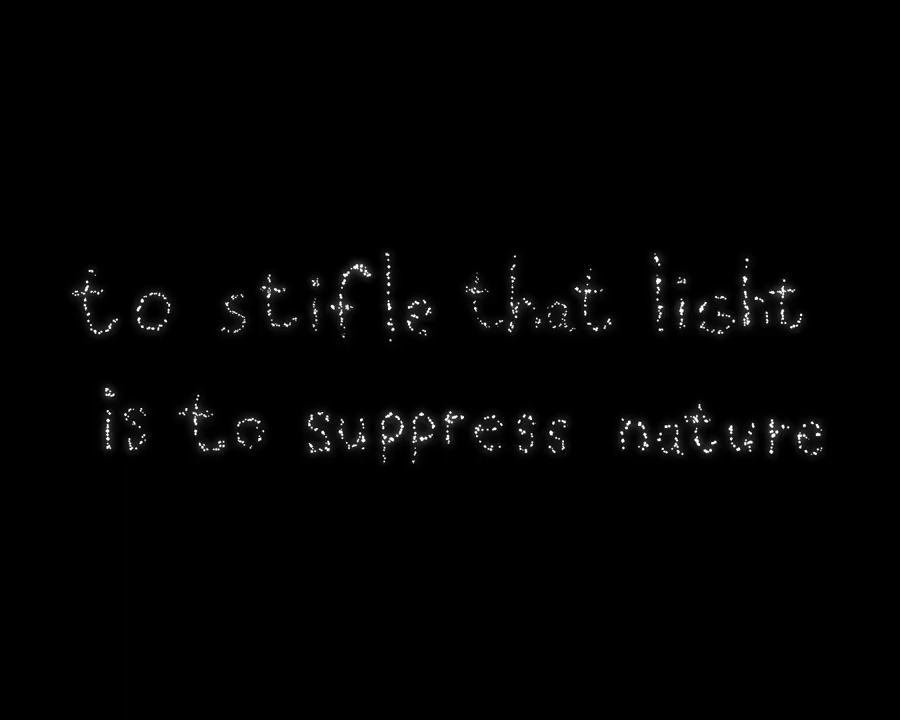 to stifle that light
is to suppress nature